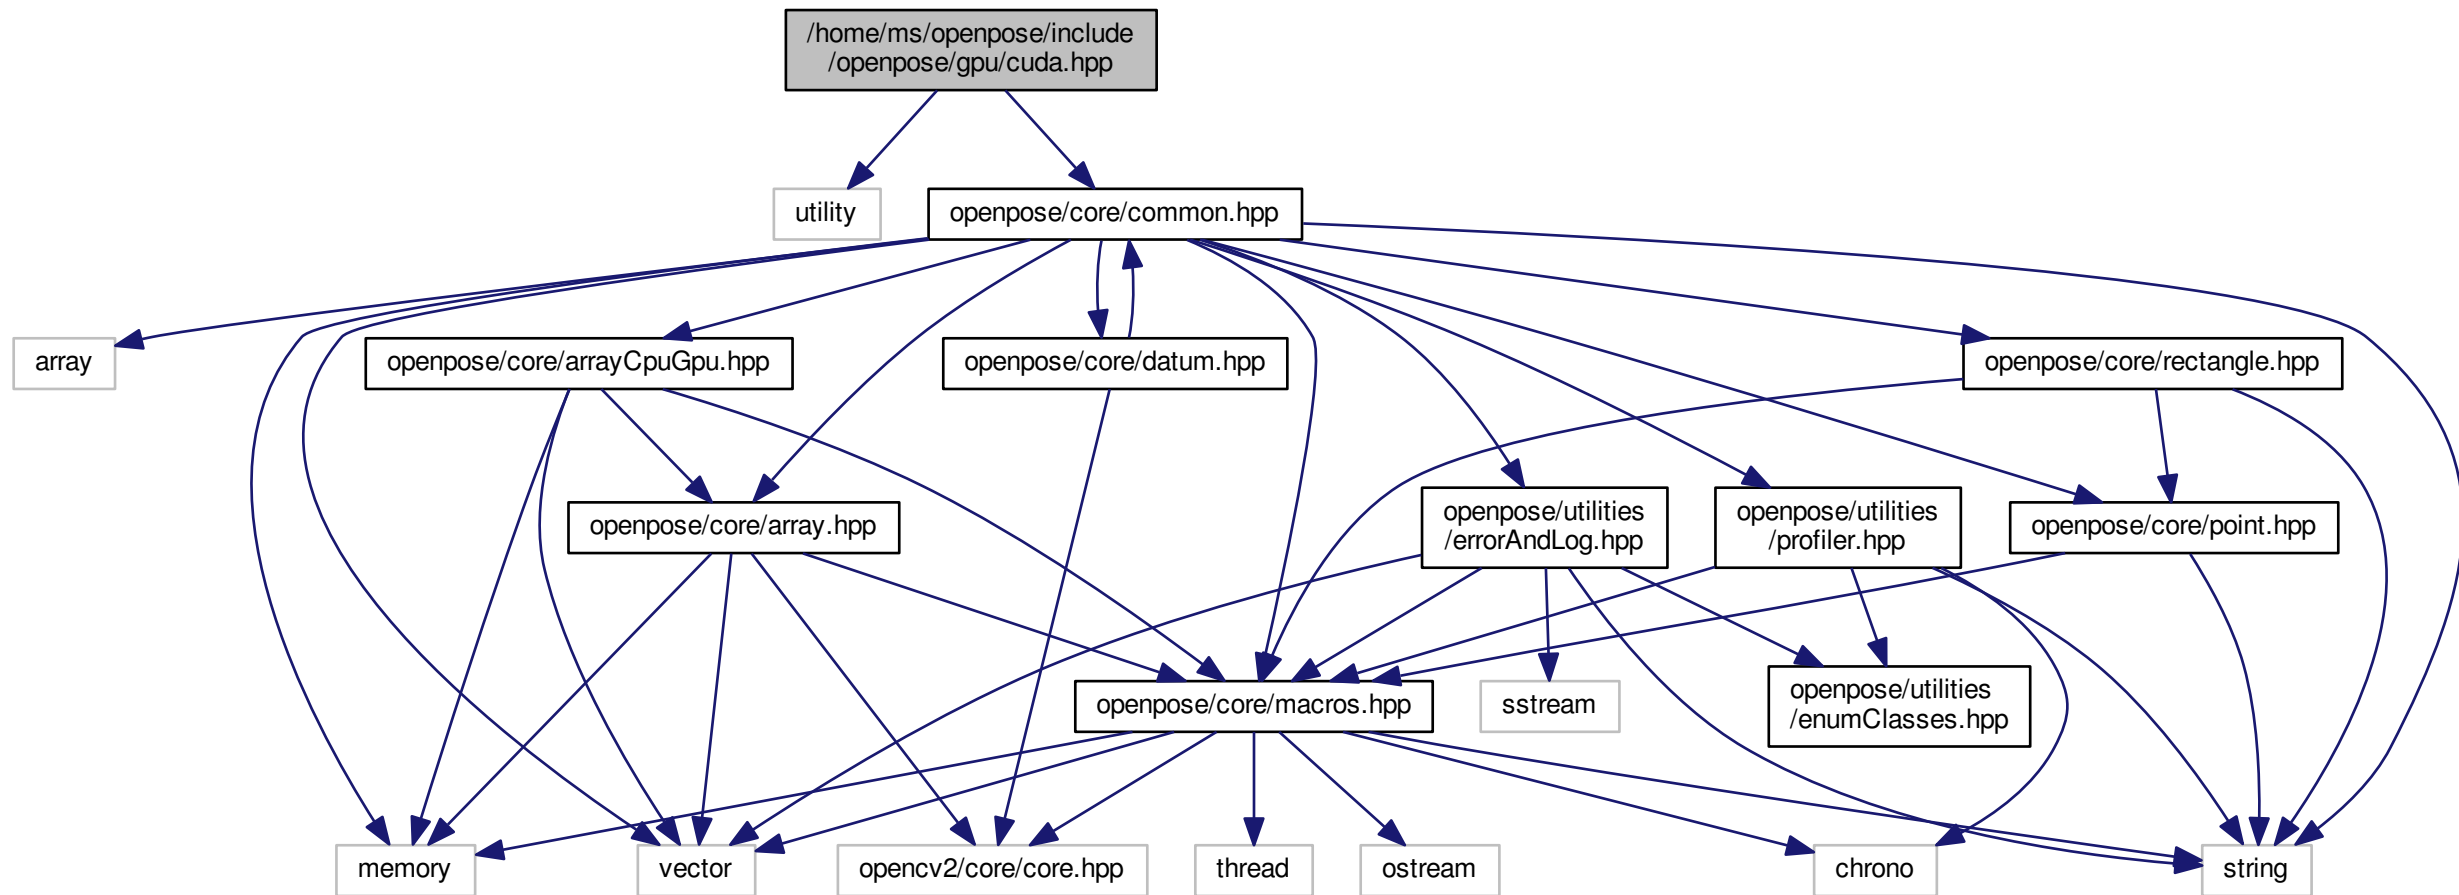 /home/ms/openpose/include
/openpose/gpu/cuda.hpp
utility
openpose/core/common.hpp
array
openpose/core/arrayCpuGpu.hpp
openpose/core/datum.hpp
openpose/core/rectangle.hpp
openpose/core/array.hpp
openpose/utilities
/errorAndLog.hpp
openpose/utilities
/profiler.hpp
openpose/core/point.hpp
openpose/core/macros.hpp
sstream
openpose/utilities
/enumClasses.hpp
memory
vector
opencv2/core/core.hpp
thread
ostream
chrono
string